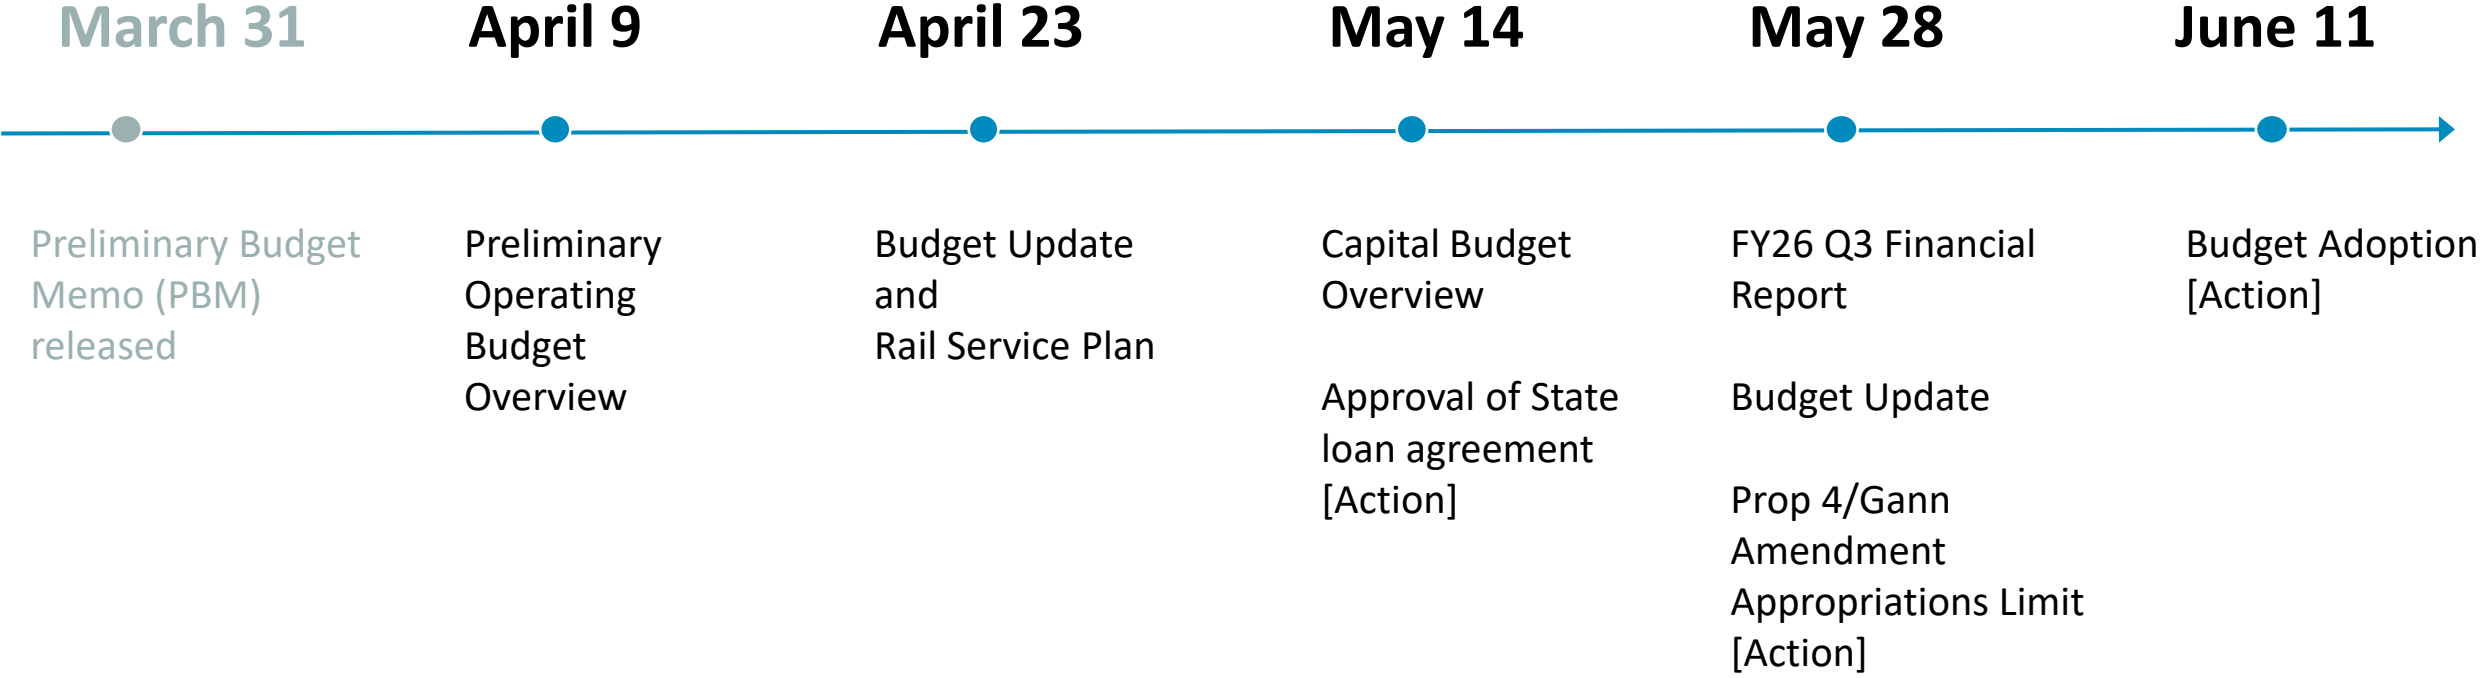 March 31
Preliminary Budget
Memo (PBM)
released
April 9
Preliminary
Operating
Budget
Overview
April 23
Budget Update
and
Rail Service Plan
May 14
Capital Budget
Overview
Approval of State
loan agreement
[Action]
May 28
FY26 Q3 Financial
Report
Budget Update
Prop 4/Gann
Amendment
Appropriations Limit
[Action]
June 11
Budget Adoption
[Action]